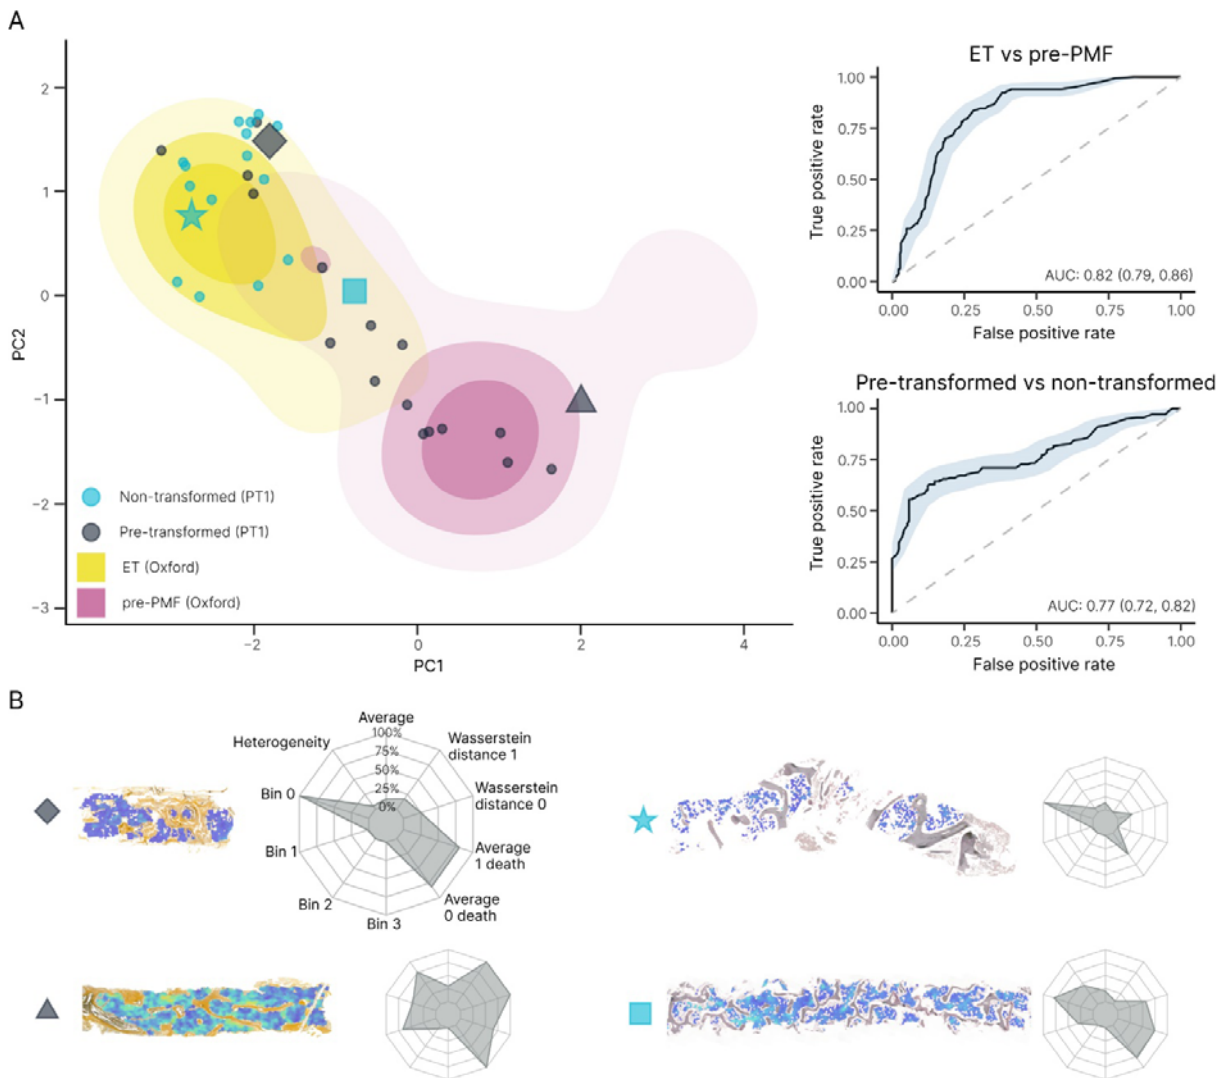 A
2
1
0
−1
−2
−3
PC2
−2
0
2
4
PC1
Non-transformed (PT1)
Pre-transformed (PT1)
ET (Oxford)
pre-PMF (Oxford)
ET vs pre-PMF
1.00
0.75
0.50
0.25
0.00
True positive rate
AUC: 0.82 (0.79, 0.86)
0.00 0.25 0.50 0.75 1.00
False positive rate
Pre-transformed vs non-transformed
1.00
0.75
0.50
0.25
0.00
True positive rate
AUC: 0.77 (0.72, 0.82)
0.00 0.25 0.50 0.75 1.00
False positive rate
B
Average
100%
75%
50%
25%
0%
Wasserstein
distance 1
Wasserstein
distance 0
Average
1 death
Average
0 death
Bin 3
Bin 2
Bin 1
Bin 0
Heterogeneity